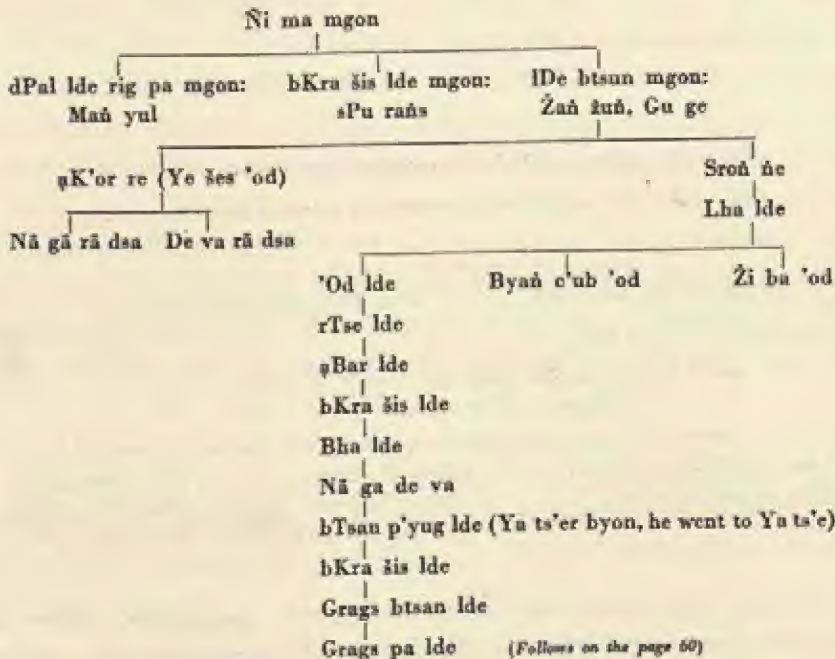 Ñi ma mgon
dPal lde rig pa mgon: bKra šis lde mgon: lDe btsun mgon:
Maṅ yul sPu raṅs Žaṅ žuṅ, Gu ge
ạK'or re (Ye šes 'od) Sroṅ ṅe
Lha lde
Nā gā rā dsa De va rā dsa
'Od lde Byaṅ c'ub 'od Ži ba 'od
rTse lde
ạBar lde
bKra šis lde
Bha lde
Nā ga de va
bTsan p'yug lde (Ya ts'er byon, he went to Ya ts'e)
bKra šis lde
Grags btsan lde
Grags pa lde (Follows on the page 60)